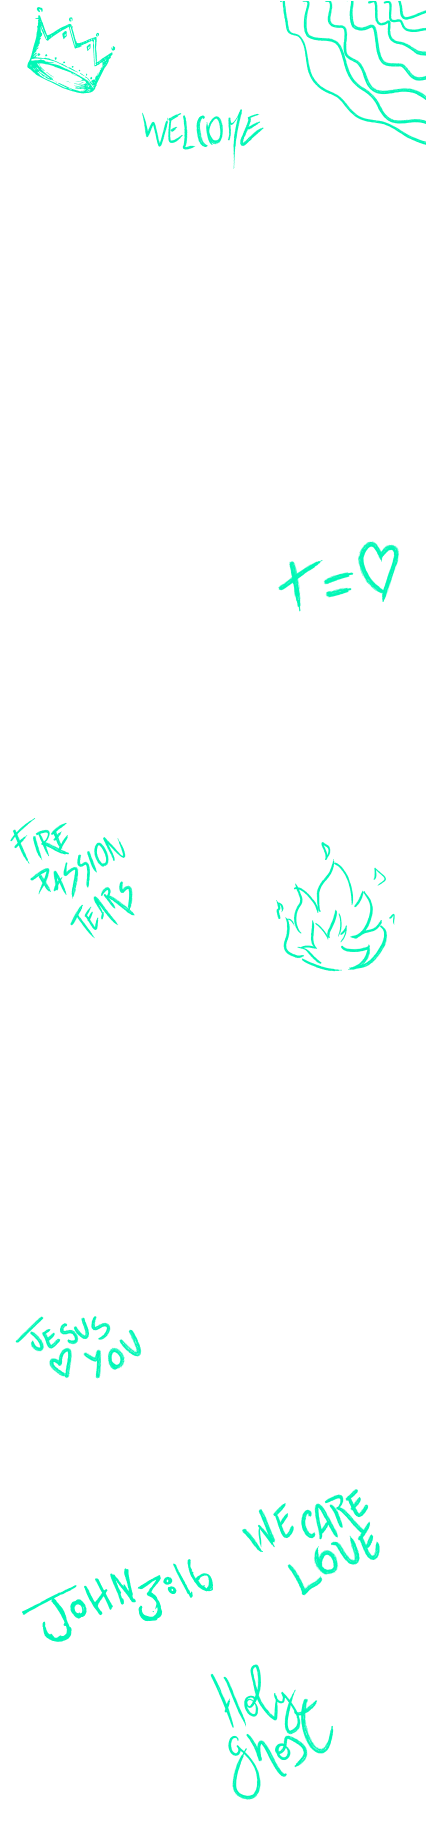 WELCOME
+ = ♡
FIRE
PASSION
TEARS
JESUS
♡ YOU
WE CARE
LOVE
JOHN 3:16
Holy
ghost